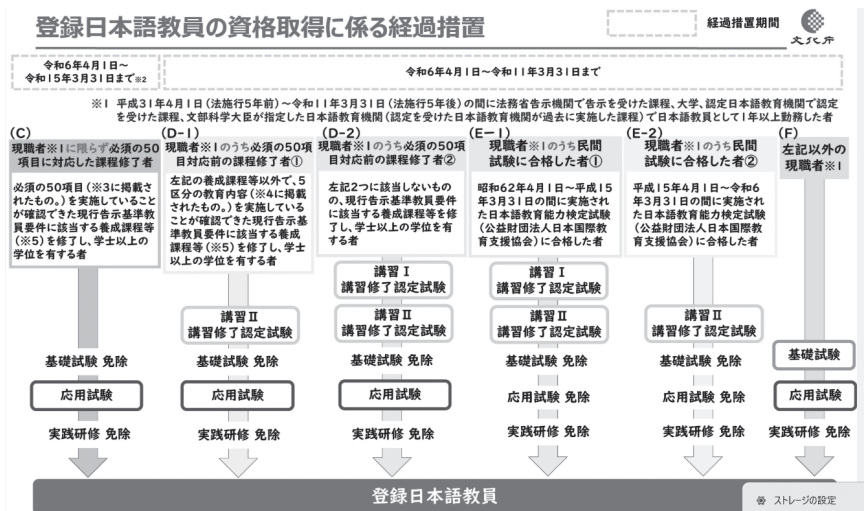 登録日本語教員の資格取得に係る経過措置
経過措置期間
文化庁
令和6年4月1日～
令和15年3月31日まで※2
令和6年4月1日～令和11年3月31日まで
※1 平成31年4月1日（法施行5年前）～令和11年3月31日（法施行5年後）の間に法務省告示機関で告示を受けた課程、大学、認定日本語教育機関で認定
を受けた課程、文部科学大臣が指定した日本語教育機関（認定を受けた日本語教育機関が過去に実施した課程）で日本語教員として1年以上勤務した者
(C)
現職者※1に限らず必須の50
項目に対応した課程修了者
必須の50項目（※3に掲載さ
れたもの。）を実施していること
が確認できた現行告示基準教
員要件に該当する養成課程等
（※5）を修了し、学士以上の
学位を有する者
基礎試験 免除
応用試験
実践研修 免除
(D-1)
現職者※1のうち必須の50項
目対応前の課程修了者①
左記の養成課程等以外で、5
区分の教育内容（※4に掲載
されたもの。）を実施しているこ
とが確認できた現行告示基準
教員要件に該当する養成
課程等（※5）を修了し、学士
以上の学位を有する者
講習Ⅱ
講習修了認定試験
基礎試験 免除
応用試験
実践研修 免除
(D-2)
現職者※1のうち必須の50項
目対応前の課程修了者②
左記2つに該当しないもの
の、現行告示基準教員要件
に該当する養成課程等を修
了し、学士以上の学位を有
する者
講習Ⅰ
講習修了認定試験
講習Ⅱ
講習修了認定試験
基礎試験 免除
応用試験
実践研修 免除
(E-1)
現職者※1のうち民間
試験に合格した者①
昭和62年4月1日～平成15
年3月31日の間に実施され
た日本語教育能力検定試験
（公益財団法人日本国際教
育支援協会）に合格した者
講習Ⅰ
講習修了認定試験
講習Ⅱ
講習修了認定試験
基礎試験 免除
応用試験 免除
実践研修 免除
(E-2)
現職者※1のうち民間
試験に合格した者②
平成15年4月1日～令和6
年3月31日の間に実施され
た日本語教育能力検定試験
（公益財団法人日本国際教
育支援協会）に合格した者
講習Ⅱ
講習修了認定試験
基礎試験 免除
応用試験 免除
実践研修 免除
(F)
左記以外の
現職者※1
基礎試験
応用試験
実践研修 免除
登録日本語教員
ストレージの設定